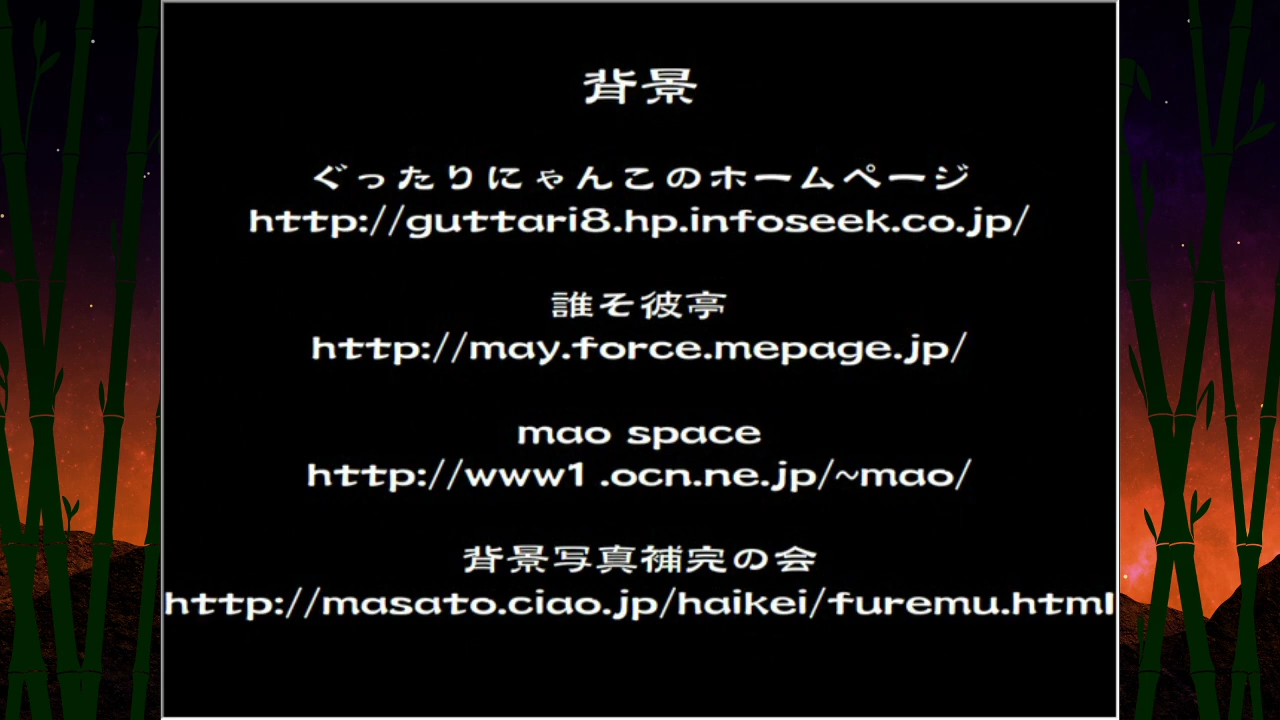 背景
ぐったりにゃんこのホームページ
http://guttari8.hp.infoseek.co.jp/
誰そ彼亭
http://may.force.mepage.jp/
mao space
http://www1.ocn.ne.jp/~mao/
背景写真補完の会
http://masato.ciao.jp/haikei/furemu.html